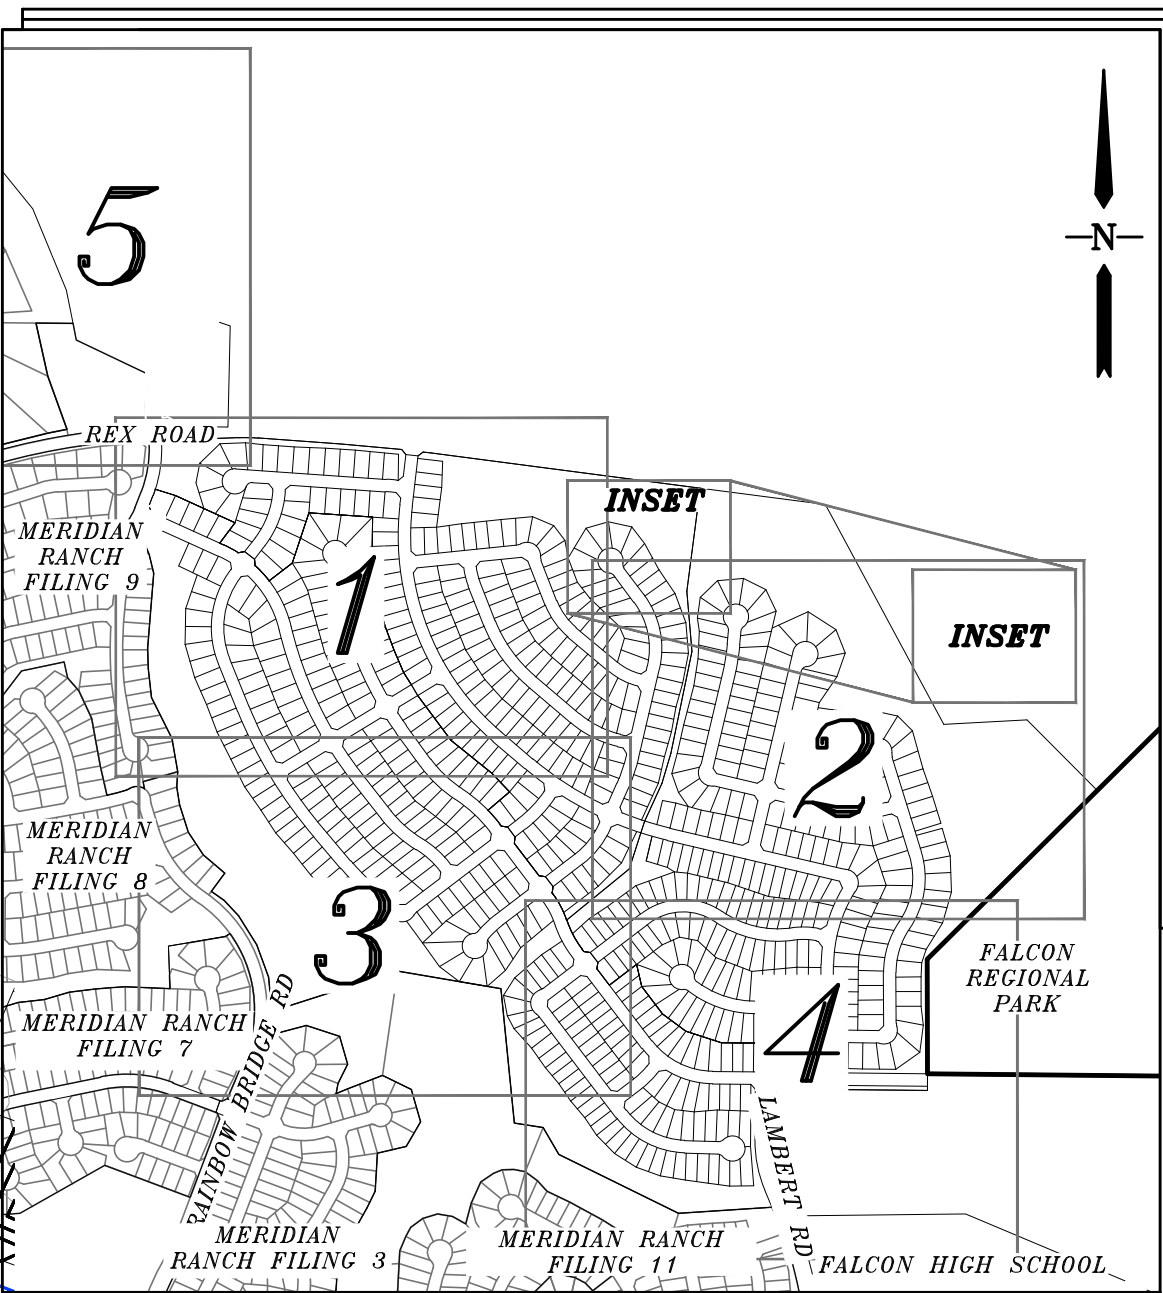 5
N
REX ROAD
INSET
MERIDIAN
RANCH
FILING 9
1
INSET
2
MERIDIAN
RANCH
FILING 8
3
FALCON
REGIONAL
PARK
MERIDIAN RANCH
FILING 7
4
RAINBOW BRIDGE RD
LAMBERT RD
MERIDIAN
RANCH FILING 3
MERIDIAN RANCH
FILING 11
FALCON HIGH SCHOOL